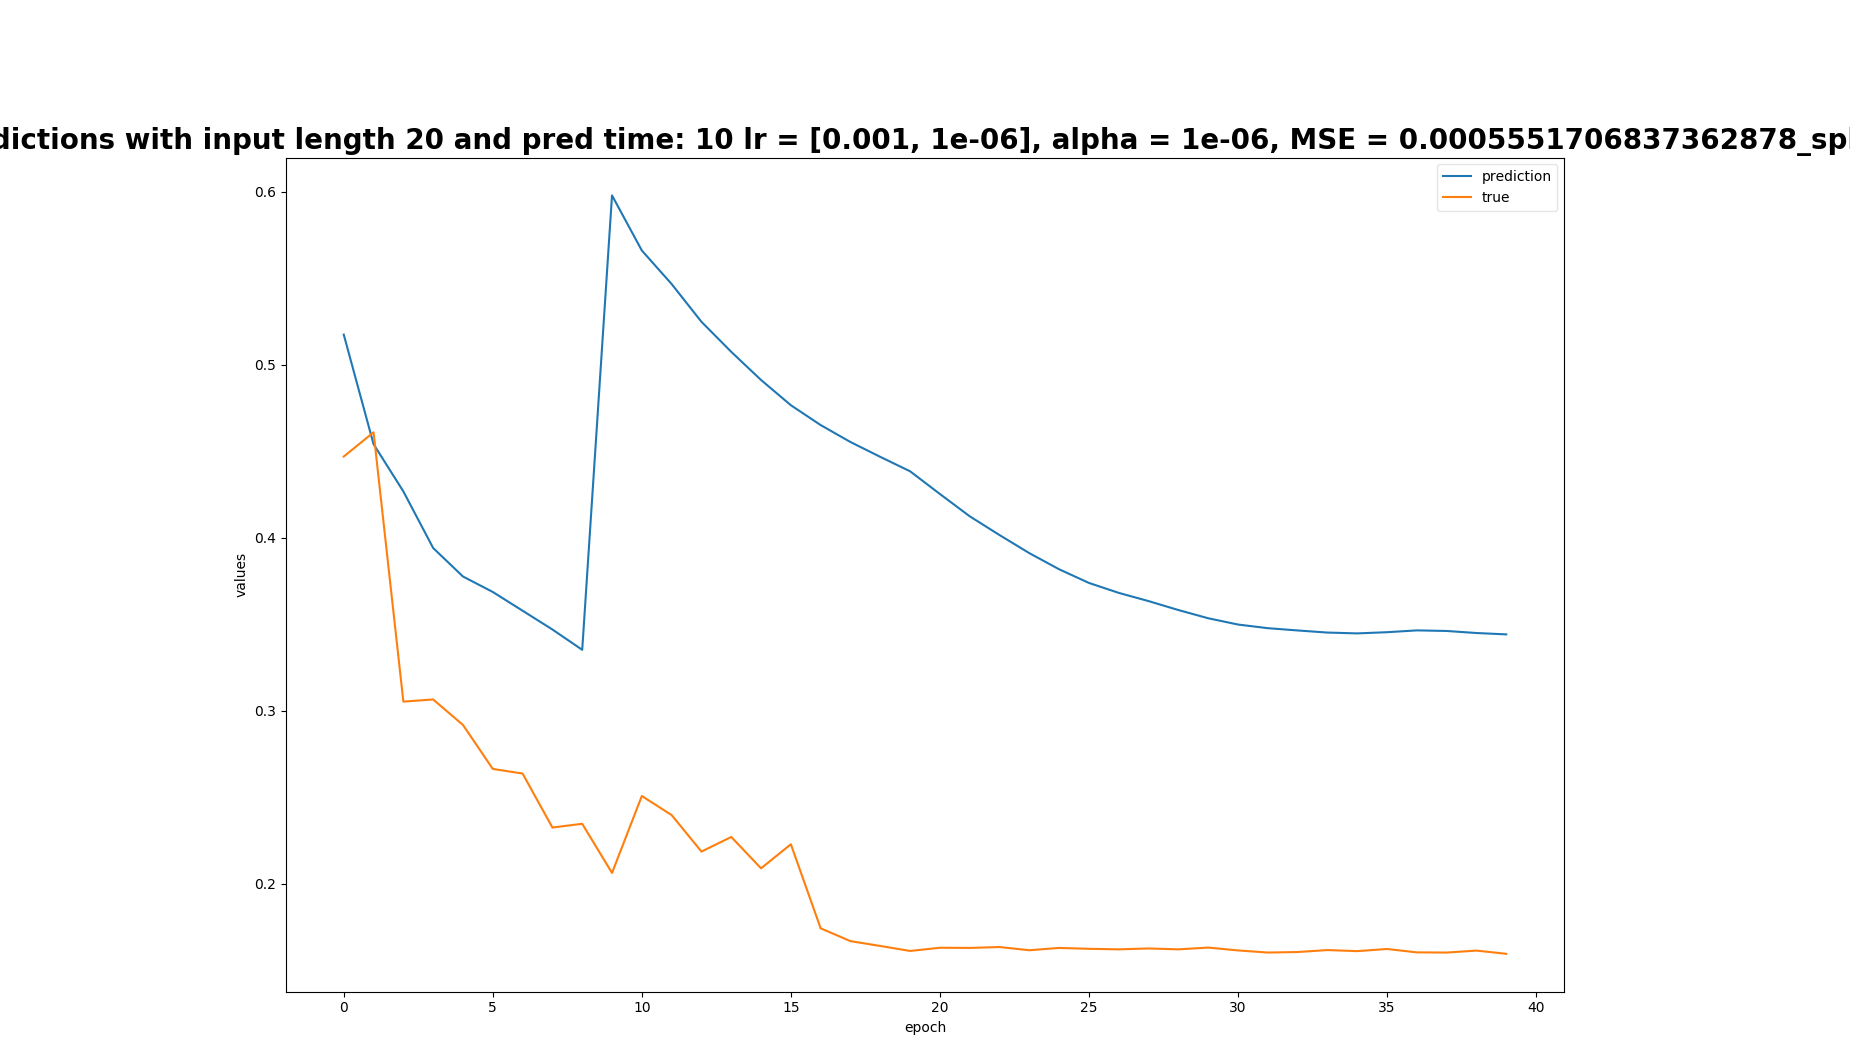 dictions with input length 20 and pred time: 10 lr = [0.001, 1e-06], alpha = 1e-06, MSE = 0.0005551706837362878_spl
prediction
true
0.6
0.5
0.4
0.3
0.2
values
0 5 10 15 20 25 30 35 40
epoch